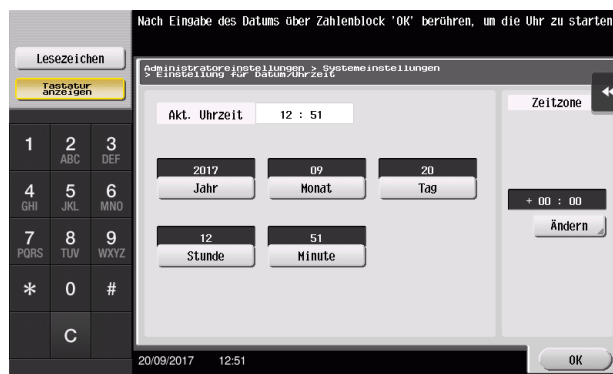 Nach Eingabe des Datums über Zahlenblock 'OK' berühren, um die Uhr zu starten
Lesezeichen
Tastatur
anzeigen
Administratoreinstellungen > Systemeinstellungen
> Einstellung für Datum/Uhrzeit
Akt. Uhrzeit 12 : 51
Zeitzone
2017 09 20
Jahr Monat Tag
+ 00 : 00
Ändern
12 51
Stunde Minute
1 2 3
ABC DEF
4 5 6
GHI JKL MNO
7 8 9
PQRS TUV WXYZ
* 0 #
C
20/09/2017 12:51
OK